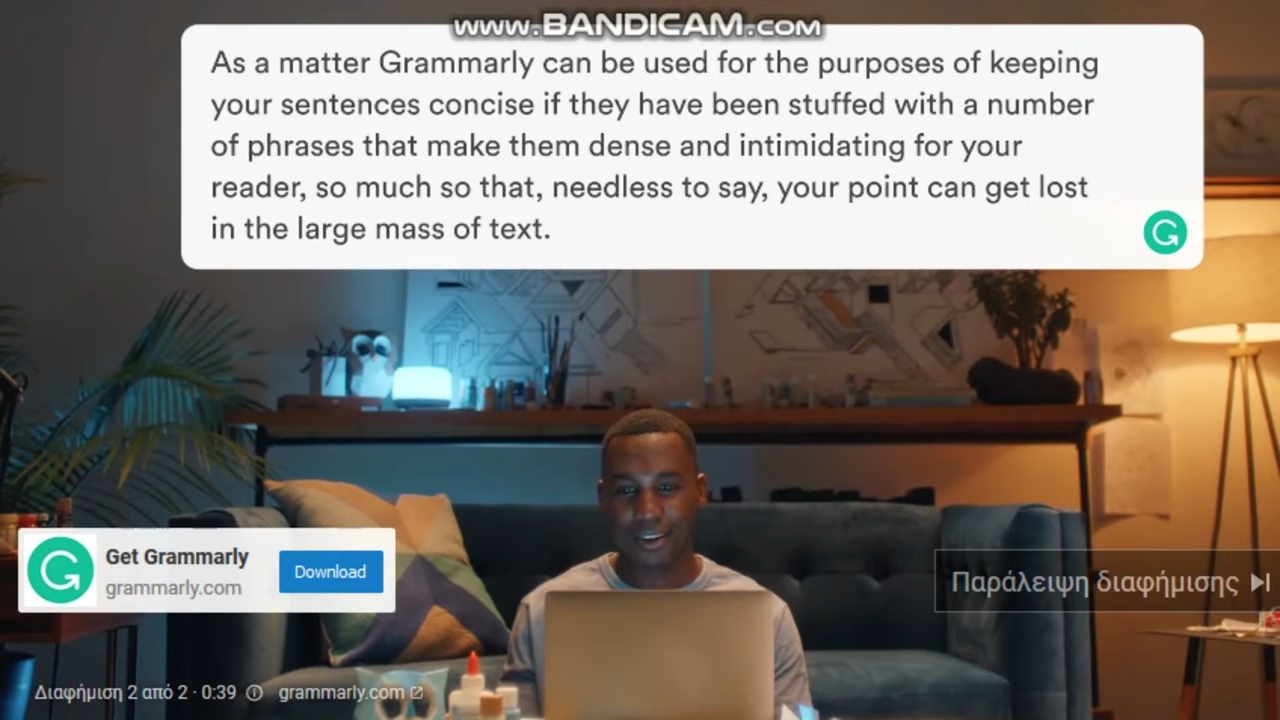 www.BANDICAM.com
As a matter Grammarly can be used for the purposes of keeping
your sentences concise if they have been stuffed with a number
of phrases that make them dense and intimidating for your
reader, so much so that, needless to say, your point can get lost
in the large mass of text.
Get Grammarly
grammarly.com
Download
Παράλειψη διαφήμισης
Διαφήμιση 2 από 2 · 0:39
grammarly.com